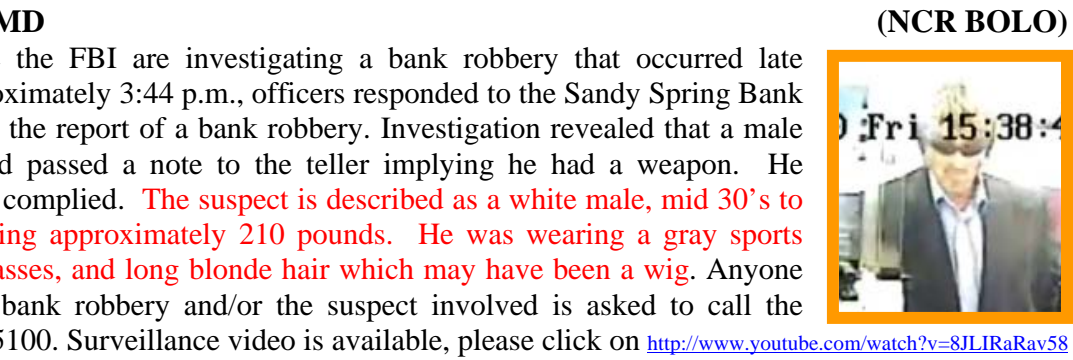 MD (NCR BOLO)
the FBI are investigating a bank robbery that occurred late
oximately 3:44 p.m., officers responded to the Sandy Spring Bank
the report of a bank robbery. Investigation revealed that a male
d passed a note to the teller implying he had a weapon. He
complied. The suspect is described as a white male, mid 30’s to
ing approximately 210 pounds. He was wearing a gray sports
asses, and long blonde hair which may have been a wig. Anyone
bank robbery and/or the suspect involved is asked to call the
5100. Surveillance video is available, please click on http://www.youtube.com/watch?v=8JLIRaRav58
Fri 15:38:4